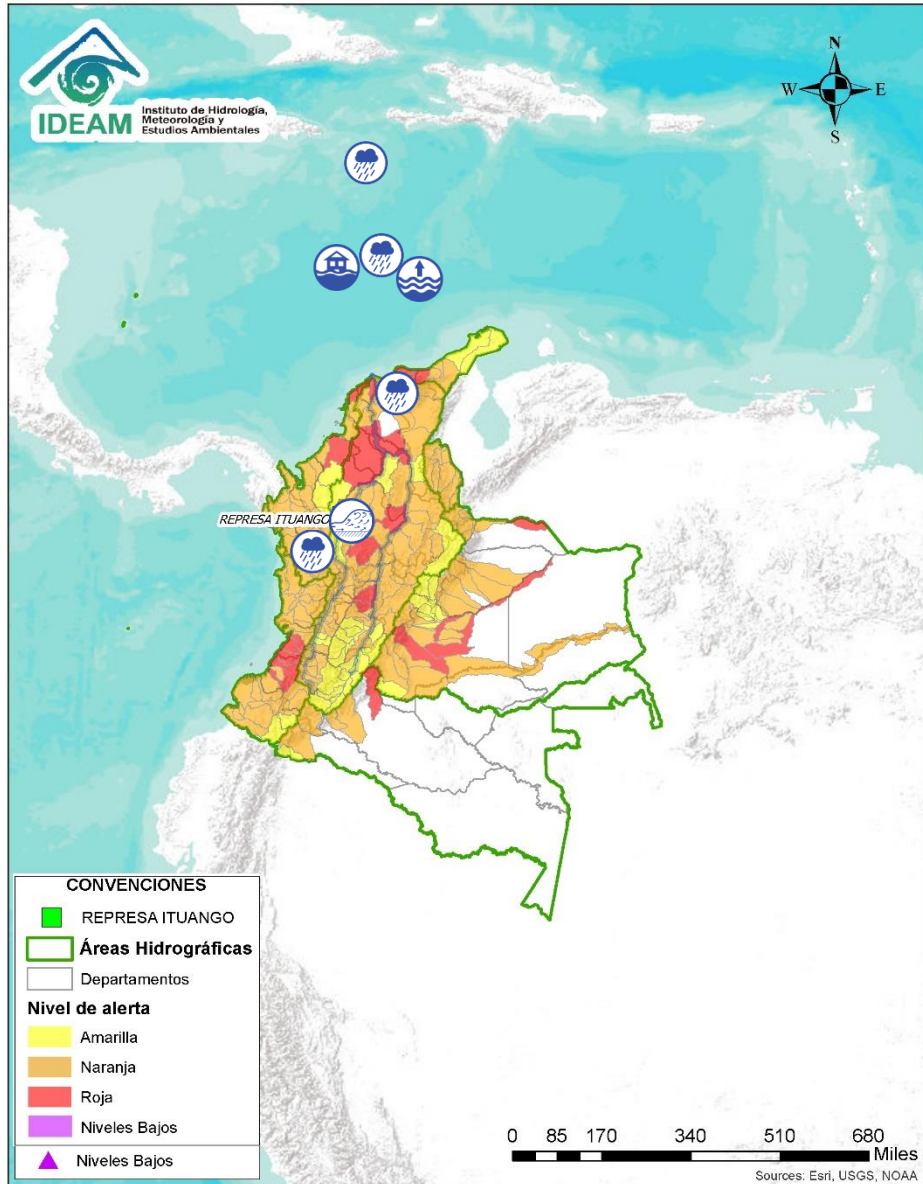 IDEAM
Instituto de Hidrología,
Meteorología y
Estudios Ambientales
N
W
E
S
REPRESA ITUANGO
CONVENCIONES
REPRESA ITUANGO
Áreas Hidrográficas
Departamentos
Nivel de alerta
Amarilla
Naranja
Roja
Niveles Bajos
Niveles Bajos
0 85 170 340 510 680
Miles
Sources: Esri, USGS, NOAA